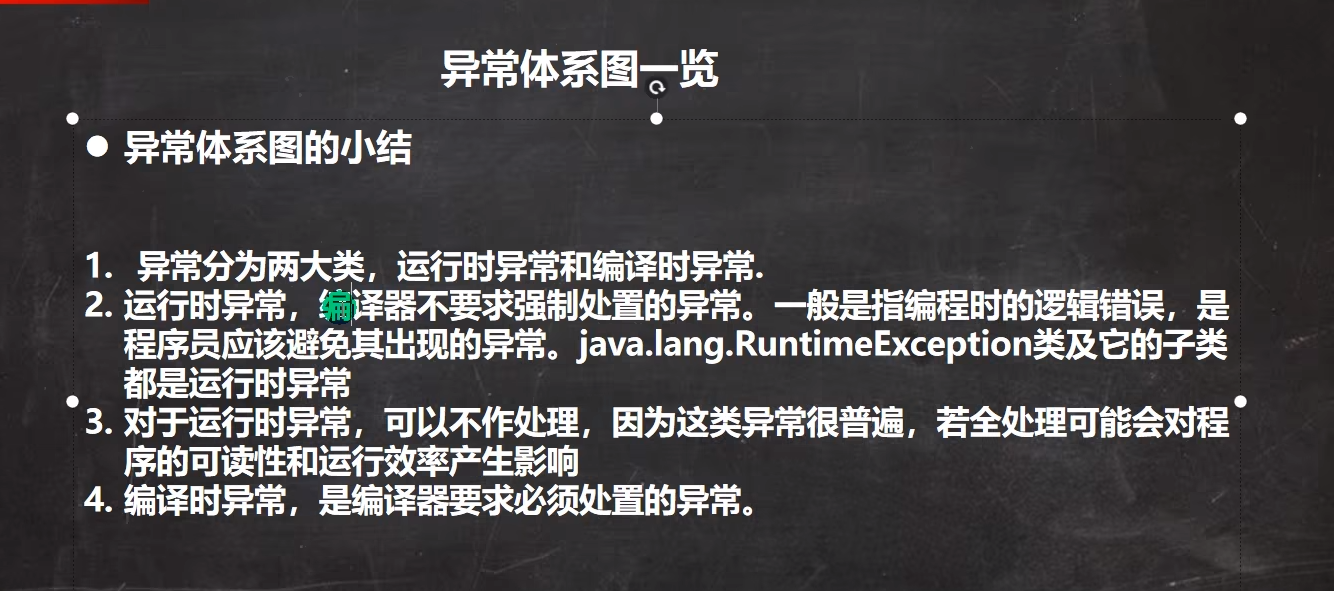 异常体系图一览
● 异常体系图的小结
1. 异常分为两大类，运行时异常和编译时异常.
2. 运行时异常，编译器不要求强制处置的异常。一般是指编程时的逻辑错误，是
程序员应该避免其出现的异常。java.lang.RuntimeException类及它的子类
都是运行时异常
3. 对于运行时异常，可以不作处理，因为这类异常很普遍，若全处理可能会对程
序的可读性和运行效率产生影响
4. 编译时异常，是编译器要求必须处置的异常。